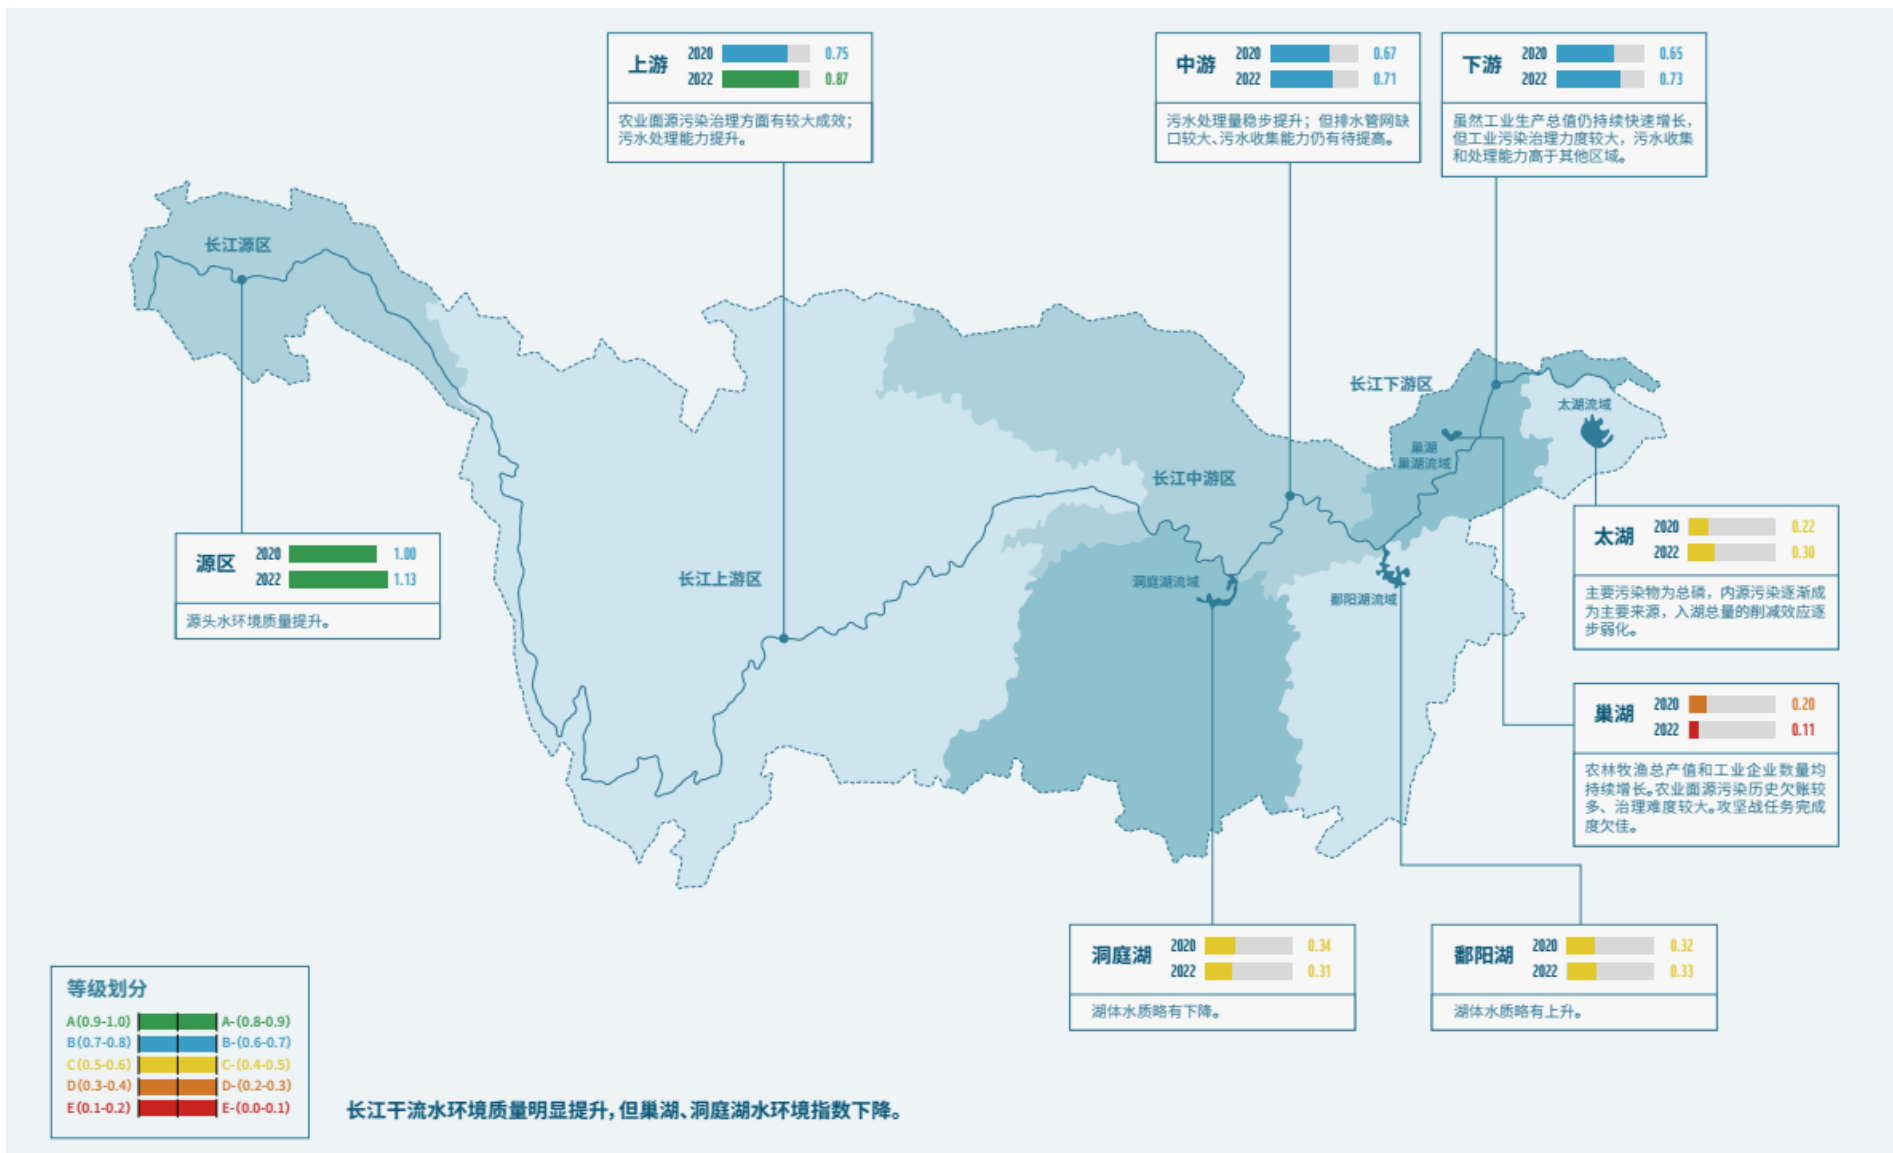 上游
2020 0.75
2022 0.87
农业面源污染治理方面有较大成效；
污水处理能力提升。
中游
2020 0.67
2022 0.71
污水处理量稳步提升；但排水管网缺
口较大、污水收集能力仍有待提高。
下游
2020 0.65
2022 0.73
虽然工业生产总值仍持续快速增长，
但工业污染治理力度较大，污水收集
和处理能力高于其他区域。
长江源区
长江下游区
太湖流域
巢湖
巢湖流域
长江中游区
长江上游区
洞庭湖流域
鄱阳湖流域
源区
2020 1.00
2022 1.13
源头水环境质量提升。
太湖
2020 0.22
2022 0.30
主要污染物为总磷，内源污染逐渐成
为主要来源，入湖总量的削减效应逐
步弱化。
巢湖
2020 0.20
2022 0.11
农林牧渔总产值和工业企业数量均
持续增长。农业面源污染历史欠账较
多、治理难度较大。攻坚战任务完成
度欠佳。
洞庭湖
2020 0.34
2022 0.31
湖体水质略有下降。
鄱阳湖
2020 0.32
2022 0.33
湖体水质略有上升。
等级划分
A(0.9-1.0) A-(0.8-0.9)
B(0.7-0.8) B-(0.6-0.7)
C(0.5-0.6) C-(0.4-0.5)
D(0.3-0.4) D-(0.2-0.3)
E(0.1-0.2) E-(0.0-0.1)
长江干流水环境质量明显提升，但巢湖、洞庭湖水环境指数下降。